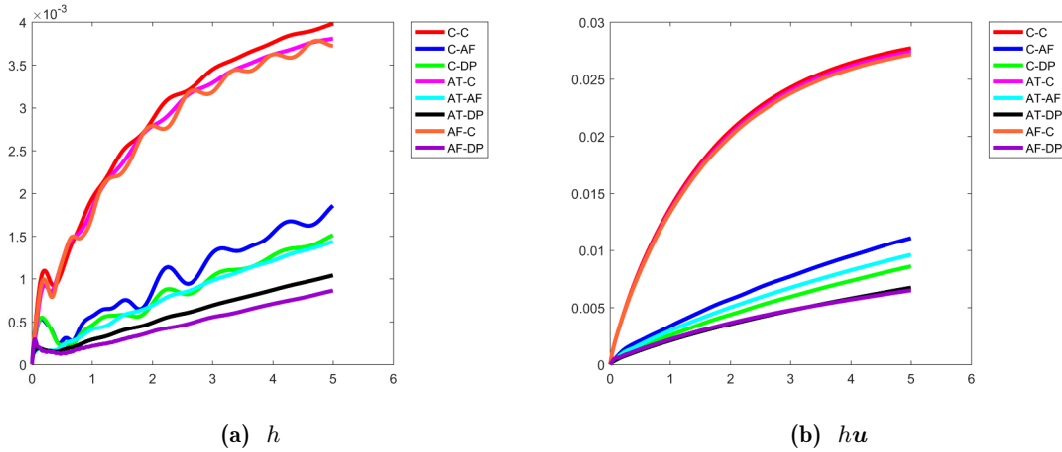 ×10⁻³
4
3.5
3
2.5
2
1.5
1
0.5
0
0 1 2 3 4 5 6
C-C
C-AF
C-DP
AT-C
AT-AF
AT-DP
AF-C
AF-DP
(a) h
0.03
0.025
0.02
0.015
0.01
0.005
0
0 1 2 3 4 5 6
C-C
C-AF
C-DP
AT-C
AT-AF
AT-DP
AF-C
AF-DP
(b) hu